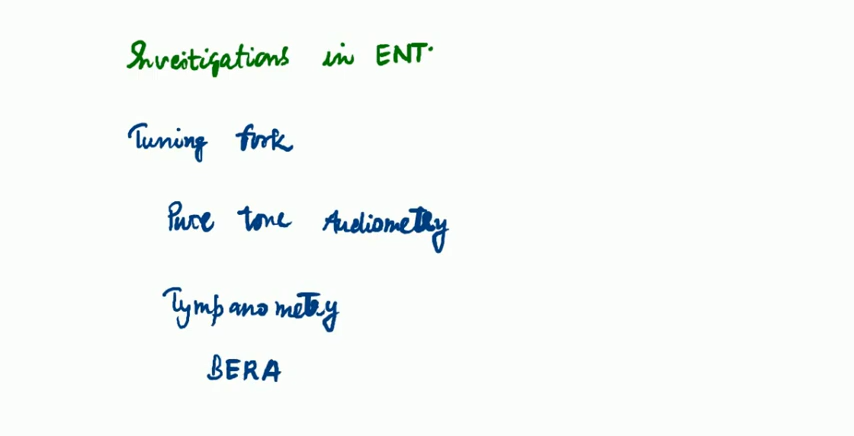 Investigations in ENT.
Tuning fork
Pure tone Audiometry
Tympanometry
BERA